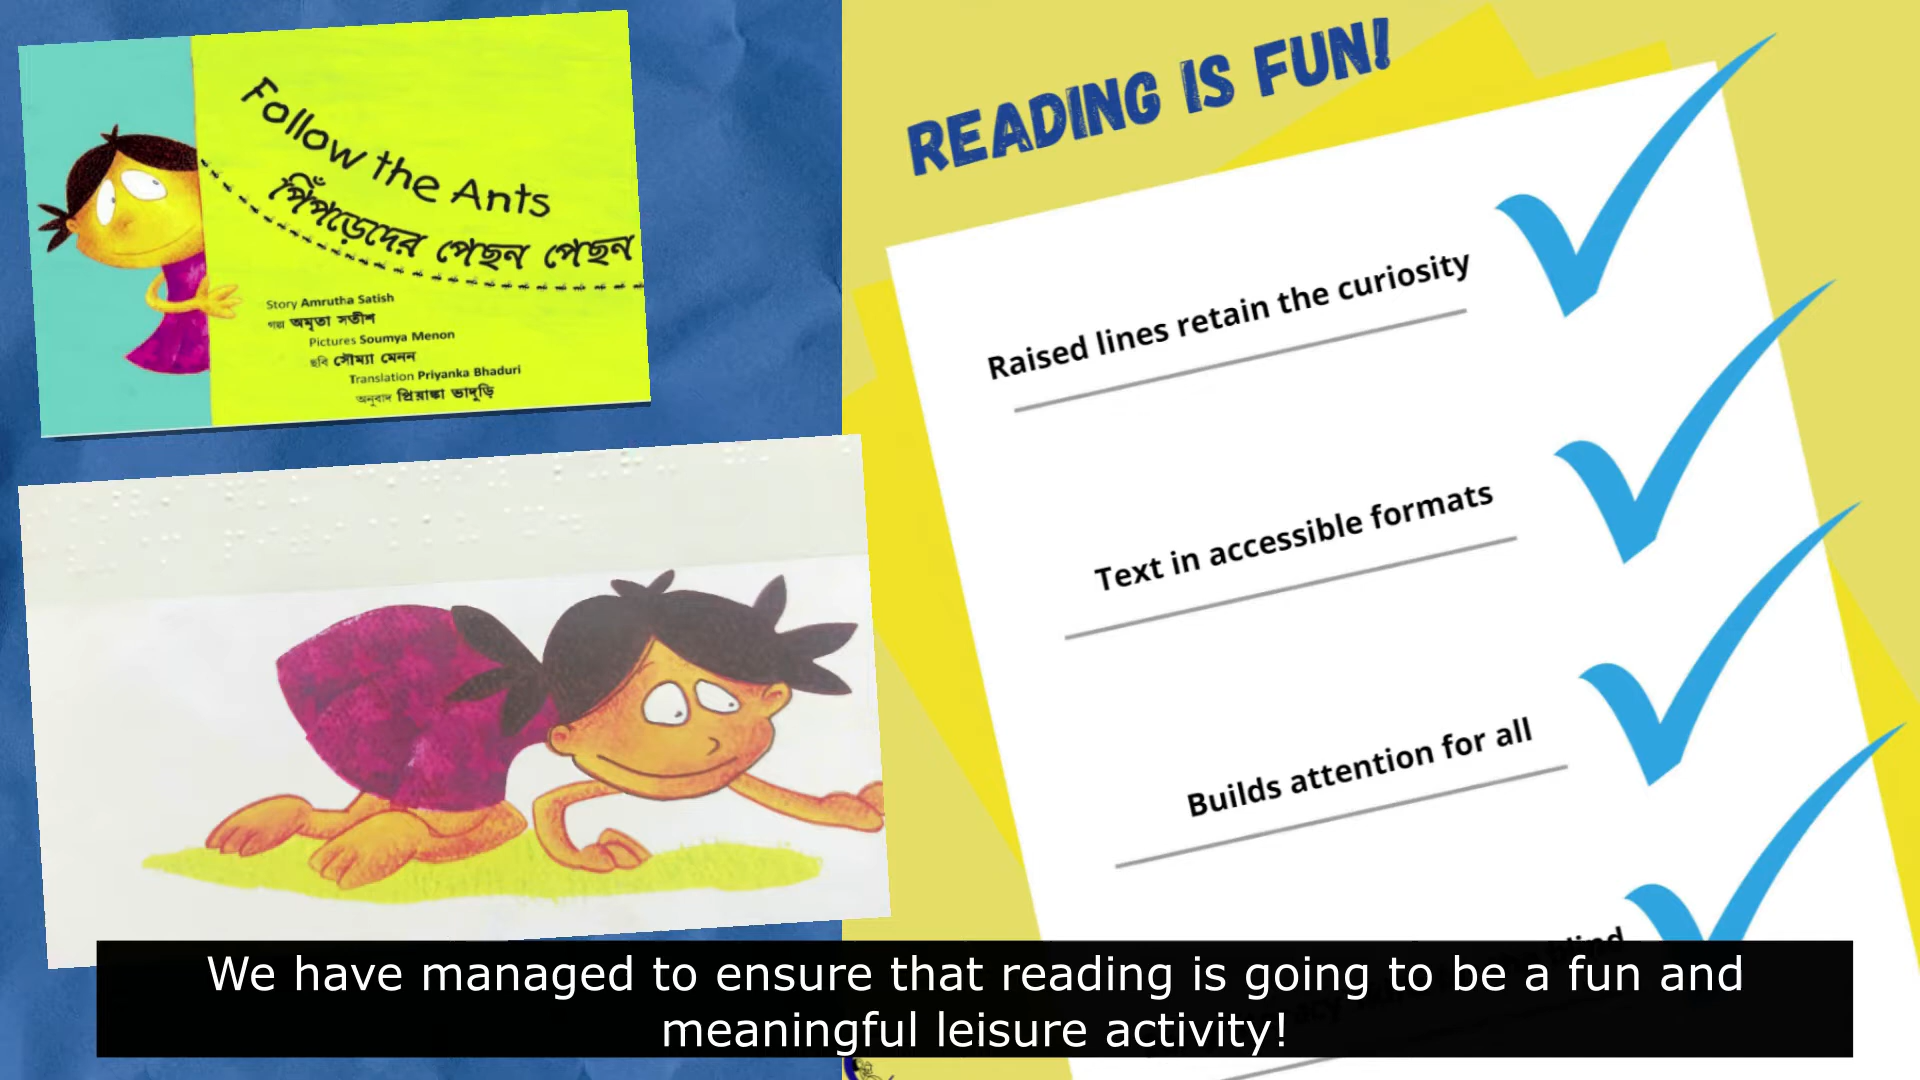 Follow the Ants
পিঁপড়েদের পেছন পেছন
Story Amrutha Satish
গল্প অমৃতা সতীশ
Pictures Soumya Menon
ছবি সৌম্যা মেনন
Translation Priyanka Bhaduri
অনুবাদ প্রিয়াঙ্কা ভাদুড়ি
READING IS FUN!
Raised lines retain the curiosity
Text in accessible formats
Builds attention for all
We have managed to ensure that reading is going to be a fun and
meaningful leisure activity!